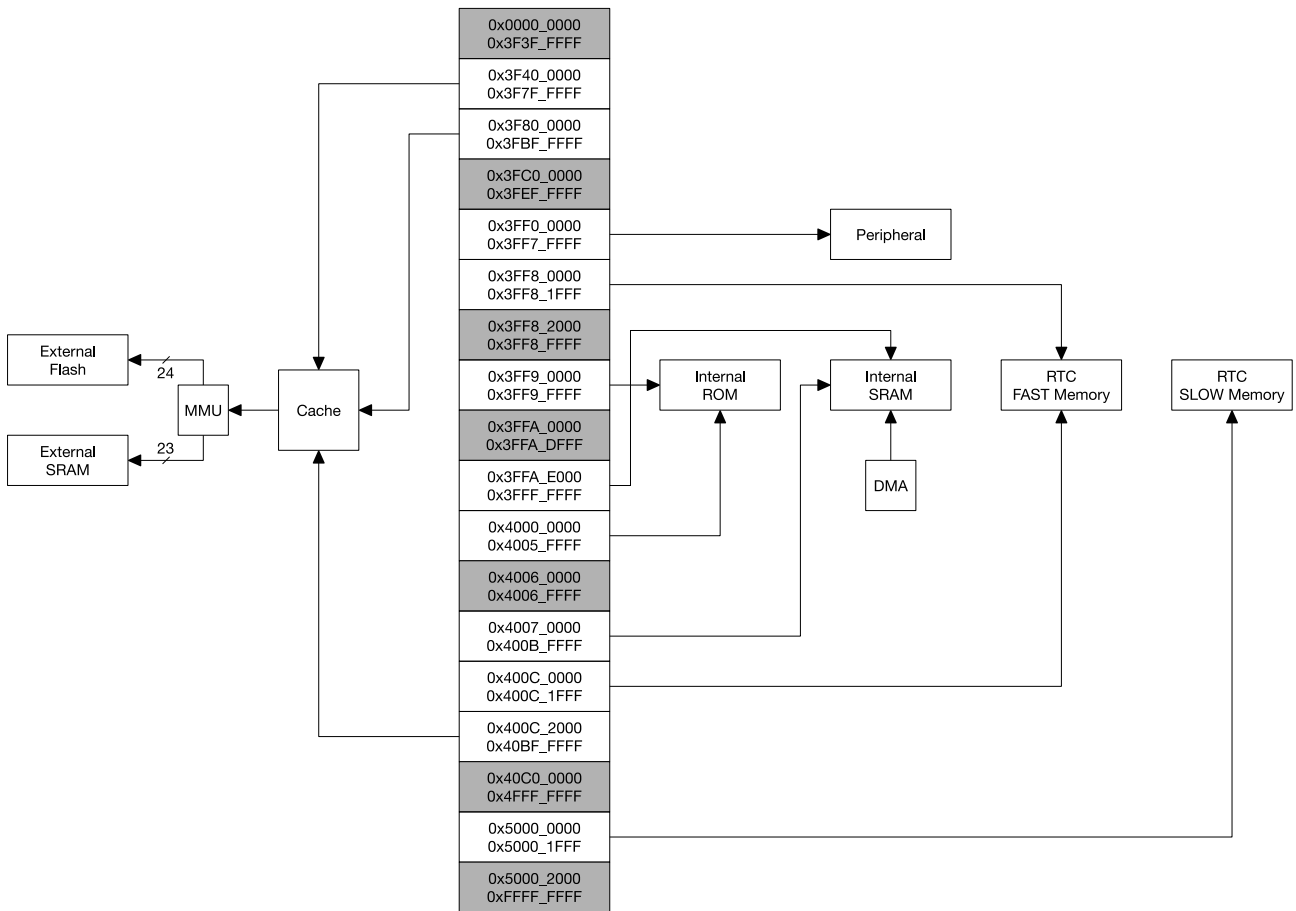 0x0000_0000
0x3F3F_FFFF
0x3F40_0000
0x3F7F_FFFF
0x3F80_0000
0x3FBF_FFFF
0x3FC0_0000
0x3FEF_FFFF
0x3FF0_0000
0x3FF7_FFFF
Peripheral
0x3FF8_0000
0x3FF8_1FFF
0x3FF8_2000
0x3FF8_FFFF
External
Flash
24
MMU
Cache
External
SRAM
23
0x3FF9_0000
0x3FF9_FFFF
Internal
ROM
Internal
SRAM
RTC
FAST Memory
RTC
SLOW Memory
0x3FFA_0000
0x3FFA_DFFF
0x3FFA_E000
0x3FFF_FFFF
DMA
0x4000_0000
0x4005_FFFF
0x4006_0000
0x4006_FFFF
0x4007_0000
0x400B_FFFF
0x400C_0000
0x400C_1FFF
0x400C_2000
0x40BF_FFFF
0x40C0_0000
0x4FFF_FFFF
0x5000_0000
0x5000_1FFF
0x5000_2000
0xFFFF_FFFF